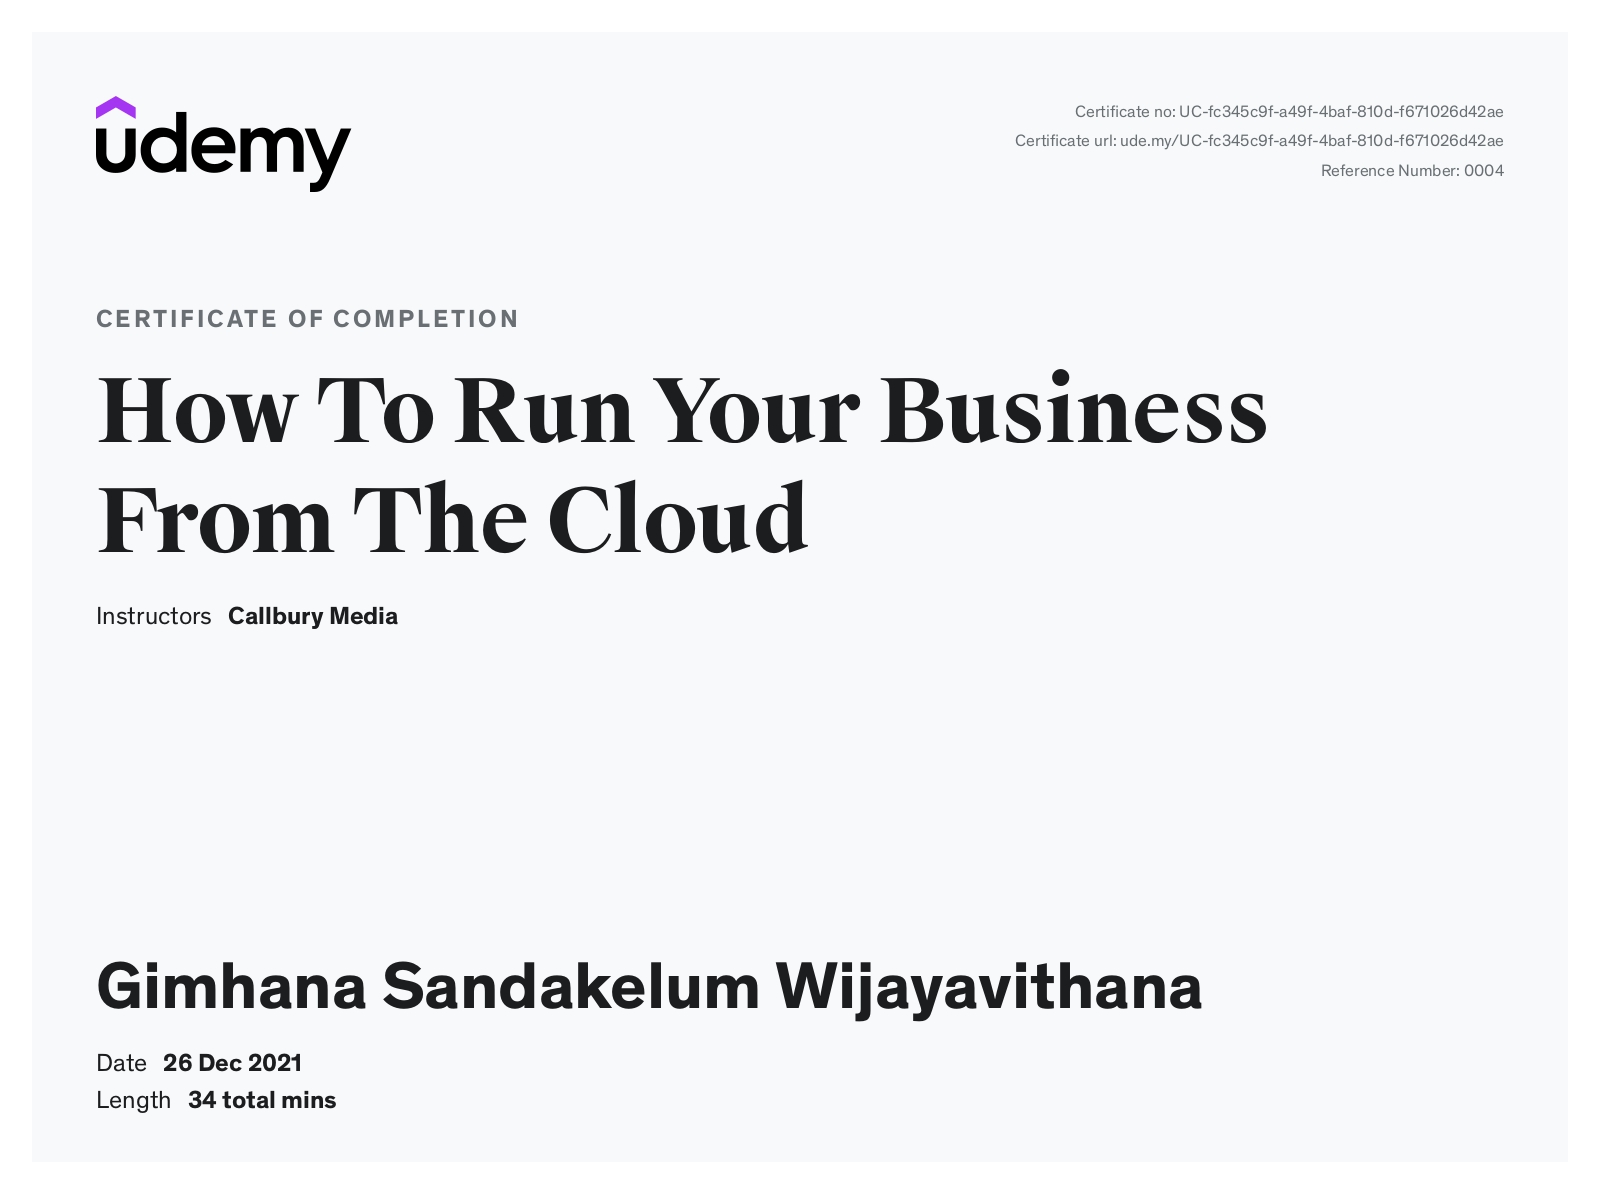 udemy
Certificate no: UC-fc345c9f-a49f-4baf-810d-f671026d42ae
Certificate url: ude.my/UC-fc345c9f-a49f-4baf-810d-f671026d42ae
Reference Number: 0004
CERTIFICATE OF COMPLETION
How To Run Your Business
From The Cloud
Instructors Callbury Media
Gimhana Sandakelum Wijayavithana
Date 26 Dec 2021
Length 34 total mins